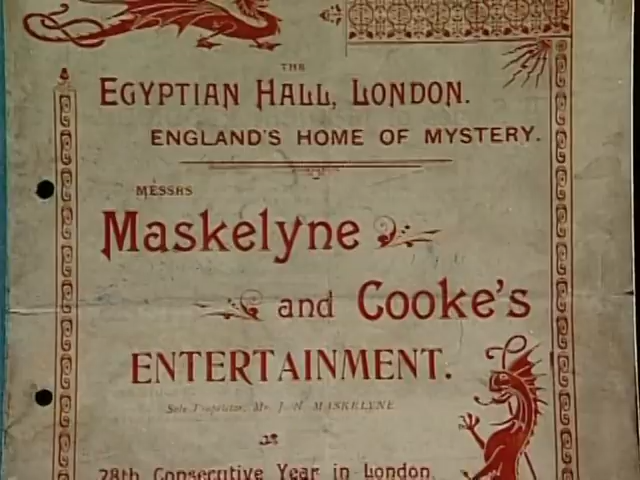 THE
EGYPTIAN HALL, LONDON.
ENGLAND'S HOME OF MYSTERY.
MESSRS
Maskelyne
and Cooke's
ENTERTAINMENT.
Sole Proprietor, Mr. J. N. MASKELYNE
28th Consecutive Year in London.